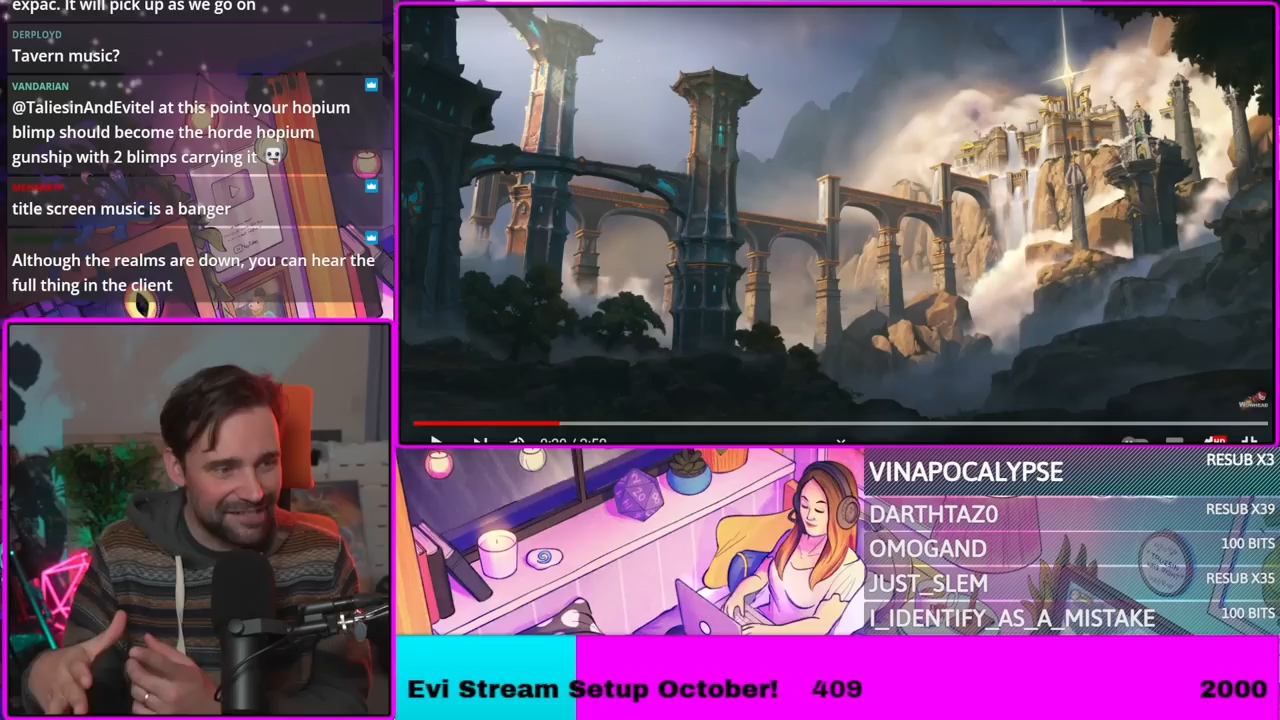 expac. It will pick up as we go on
DERPLOYD
Tavern music?
VANDARIAN
@TaliesinAndEvitel at this point your hopium
blimp should become the horde hopium
gunship with 2 blimps carrying it
title screen music is a banger
Although the realms are down, you can hear the
full thing in the client
WOWHEAD
HD
VINAPOCALYPSE RESUB X3
DARTHTAZ0 RESUB X39
OMOGAND 100 BITS
JUST_SLEM RESUB X35
I_IDENTIFY_AS_A_MISTAKE 100 BITS
Evi Stream Setup October! 409 2000